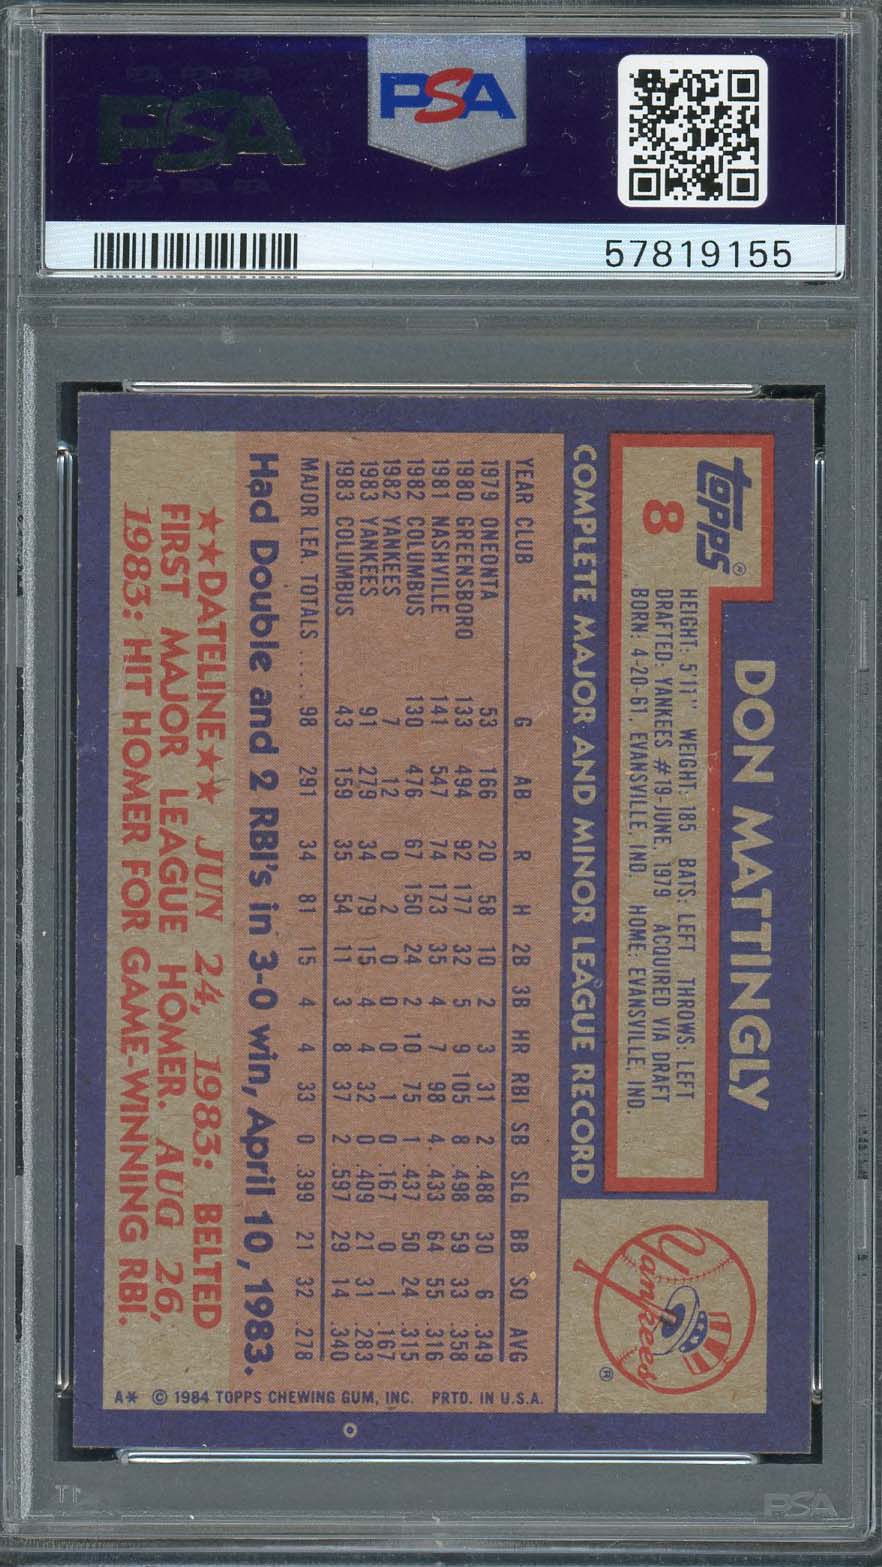 PSA
PSA
57819155
topps®
8
DON MATTINGLY
HEIGHT: 5'11" WEIGHT: 185 BATS: LEFT THROWS: LEFT
DRAFTED: YANKEES #19-JUNE, 1979 ACQUIRED VIA DRAFT
BORN: 4-20-61, EVANSVILLE, IND. HOME: EVANSVILLE, IND.
Yankees ®
COMPLETE MAJOR AND MINOR LEAGUE RECORD
YEAR CLUB G AB R H 2B 3B HR RBI SB SLG BB SO AVG
1979 ONEONTA 53 166 20 58 10 2 3 31 2 .488 30 6 .349
1980 GREENSBORO 133 494 92 177 32 5 9 105 8 .498 59 33 .358
1981 NASHVILLE 141 547 74 173 35 4 7 98 4 .433 64 55 .316
1982 COLUMBUS 130 476 67 150 24 2 10 75 1 .437 50 24 .315
1982 YANKEES 7 12 0 2 0 0 0 1 0 .167 0 1 .167
1983 YANKEES 91 279 34 79 15 4 4 32 0 .409 21 31 .283
1983 COLUMBUS 43 159 35 54 11 3 8 37 2 .597 29 14 .340
MAJOR LEA. TOTALS ..... 98 291 34 81 15 4 4 33 0 .399 21 32 .278
Had Double and 2 RBI's in 3-0 win, April 10, 1983.
★★DATELINE★★ JUN 24, 1983: BELTED
FIRST MAJOR LEAGUE HOMER. AUG 26,
1983: HIT HOMER FOR GAME-WINNING RBI.
A* © 1984 TOPPS CHEWING GUM, INC. PRTD. IN U.S.A.
PSA